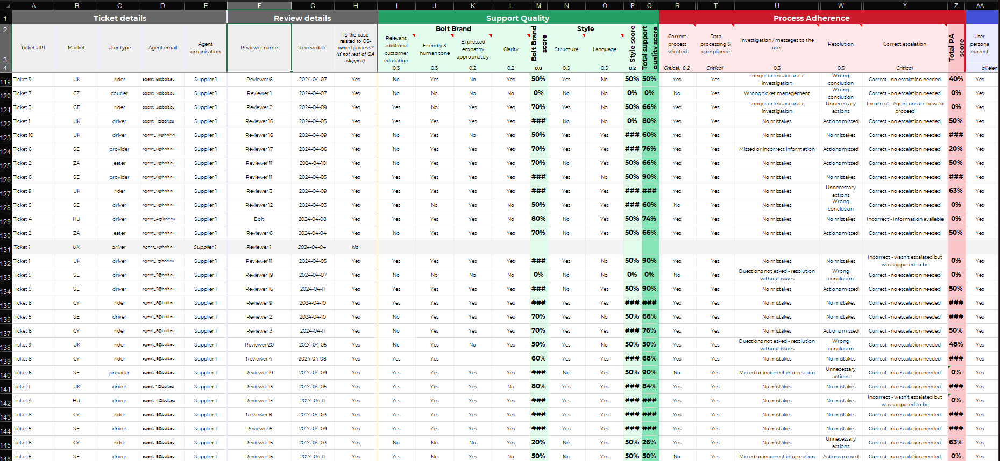 A B C D E F G H I J K L M N O P Q R T U W Y Z AA
1 Ticket details Review details Support Quality Process Adherence
2 Bolt Brand Style
3 Ticket URL Market User type Agent email Agent organisation Reviewer name Review date Is the case related to CS-owned process? (If not rest of QA skipped) Relevant additional customer education Friendly & human tone Expressed empathy appropriately Clarity Bolt Brand score Structure Language Style score Total support quality score Correct process selected Data processing & compliance Investigation / messages to the user Resolution Correct escalation Total PA score User persona correct
4 0,3 0,3 0,2 0,2 0,8 0,5 0,5 0,2 Critical, 0.2 Critical 0,3 0,5 Critical all elem
119 Ticket 9 UK rider agent_9@bolt.eu Supplier 1 Reviewer 6 2024-04-07 Yes No Yes No Yes 50% Yes No 50% 50% Yes Yes Longer or less accurate investigation Wrong conclusion Correct - no escalation needed 40% Yes
120 Ticket 7 CZ courier agent_7@bolt.eu Supplier 1 Reviewer 1 2024-04-07 Yes No No No No 0% No No 0% 0% No Yes Wrong ticket management Wrong conclusion Correct - no escalation needed 0% Yes
121 Ticket 3 GE rider agent_3@bolt.eu Supplier 1 Reviewer 2 2024-04-09 Yes Yes No Yes Yes 70% Yes No 50% 66% Yes Yes Longer or less accurate investigation Unnecessary actions Incorrect - Agent unsure how to proceed 0% Yes
122 Ticket 1 UK driver agent_1@bolt.eu Supplier 1 Reviewer 16 2024-04-05 Yes Yes Yes Yes Yes ### No No 0% 80% Yes Yes No mistakes Actions missed Correct - no escalation needed 50% Yes
123 Ticket 10 UK driver agent_10@bolt.eu Supplier 1 Reviewer 16 2024-04-09 Yes No Yes No Yes 50% Yes Yes ### 60% Yes Yes No mistakes No mistakes Correct - no escalation needed ### Yes
124 Ticket 6 SE provider agent_6@bolt.eu Supplier 1 Reviewer 17 2024-04-06 Yes No Yes Yes Yes 70% Yes Yes ### 76% Yes Yes Missed or incorrect information Actions missed Correct - no escalation needed 20% Yes
125 Ticket 2 ZA eater agent_2@bolt.eu Supplier 1 Reviewer 11 2024-04-10 Yes No Yes Yes Yes 70% No Yes 50% 66% Yes Yes No mistakes Actions missed Correct - no escalation needed 50% Yes
126 Ticket 6 SE provider agent_6@bolt.eu Supplier 1 Reviewer 11 2024-04-05 Yes Yes Yes Yes Yes ### Yes No 50% 90% Yes Yes No mistakes No mistakes Correct - no escalation needed ### Yes
127 Ticket 9 UK rider agent_9@bolt.eu Supplier 1 Reviewer 3 2024-04-09 Yes Yes Yes Yes Yes ### Yes Yes ### ### Yes Yes No mistakes Unnecessary actions Correct - no escalation needed 63% Yes
128 Ticket 5 SE driver agent_5@bolt.eu Supplier 1 Reviewer 12 2024-04-03 Yes Yes No Yes No 50% Yes Yes ### 60% No Yes No mistakes Wrong conclusion Correct - no escalation needed 0% Yes
129 Ticket 4 HU driver agent_4@bolt.eu Supplier 1 Bolt 2024-04-08 Yes Yes Yes Yes No 80% No Yes 50% 74% Yes Yes No mistakes No mistakes Incorrect - Information available 0% Yes
130 Ticket 2 ZA eater agent_2@bolt.eu Supplier 1 Reviewer 6 2024-04-04 Yes No Yes Yes Yes 70% No Yes 50% 66% Yes Yes No mistakes Actions missed Correct - no escalation needed 50% Yes
131 Ticket 1 UK driver agent_1@bolt.eu Supplier 1 Reviewer 1 2024-04-04 No
132 Ticket 1 UK driver agent_1@bolt.eu Supplier 1 Reviewer 11 2024-04-05 Yes Yes Yes Yes Yes ### Yes No 50% 90% Yes Yes No mistakes No mistakes Incorrect - wasn't escalated but was supposed to be 0% Yes
133 Ticket 5 SE driver agent_5@bolt.eu Supplier 1 Reviewer 19 2024-04-07 Yes No No No No 0% No No 0% 0% No Yes Questions not asked - resolution without issues Wrong conclusion Correct - no escalation needed 0% Yes
134 Ticket 5 SE driver agent_5@bolt.eu Supplier 1 Reviewer 16 2024-04-11 Yes Yes Yes Yes Yes ### No Yes 50% 90% Yes Yes No mistakes Actions missed Correct - no escalation needed 50% Yes
135 Ticket 8 CY rider agent_8@bolt.eu Supplier 1 Reviewer 9 2024-04-10 Yes Yes Yes Yes Yes ### Yes Yes ### ### Yes Yes No mistakes No mistakes Correct - no escalation needed ### Yes
136 Ticket 5 SE driver agent_5@bolt.eu Supplier 1 Reviewer 2 2024-04-10 Yes No Yes Yes Yes 70% Yes No 50% 66% Yes Yes No mistakes No mistakes Correct - no escalation needed ### Yes
137 Ticket 8 CY rider agent_8@bolt.eu Supplier 1 Reviewer 3 2024-04-11 Yes No Yes Yes Yes 70% Yes Yes ### 76% Yes Yes No mistakes Actions missed Correct - no escalation needed 50% Yes
138 Ticket 9 UK rider agent_9@bolt.eu Supplier 1 Reviewer 20 2024-04-05 Yes No Yes No Yes 50% Yes No 50% 50% Yes Yes Questions not asked - resolution without issues Wrong conclusion Correct - no escalation needed 48% Yes
139 Ticket 8 CY rider agent_8@bolt.eu Supplier 1 Reviewer 4 2024-04-08 Yes Yes Yes 60% Yes Yes ### 68% Yes Yes No mistakes No mistakes Correct - no escalation needed ### Yes
140 Ticket 6 SE provider agent_6@bolt.eu Supplier 1 Reviewer 19 2024-04-09 Yes Yes Yes Yes Yes ### No Yes 50% 90% No Yes Missed or incorrect information Unnecessary actions Correct - no escalation needed 0% Yes
141 Ticket 1 UK driver agent_1@bolt.eu Supplier 1 Reviewer 13 2024-04-05 Yes Yes Yes Yes No 80% Yes Yes ### 84% Yes Yes No mistakes No mistakes Correct - no escalation needed ### Yes
142 Ticket 4 HU driver agent_4@bolt.eu Supplier 1 Reviewer 13 2024-04-11 Yes Yes Yes Yes Yes ### Yes Yes ### ### Yes Yes No mistakes No mistakes Incorrect - wasn't escalated but was supposed to be 0% Yes
143 Ticket 8 CY rider agent_8@bolt.eu Supplier 1 Reviewer 8 2024-04-03 Yes Yes Yes Yes Yes ### Yes Yes ### ### Yes Yes No mistakes No mistakes Correct - no escalation needed ### Yes
144 Ticket 5 SE driver agent_5@bolt.eu Supplier 1 Reviewer 5 2024-04-09 Yes Yes Yes Yes Yes ### Yes Yes ### ### Yes Yes No mistakes No mistakes Correct - no escalation needed ### Yes
145 Ticket 8 CY rider agent_8@bolt.eu Supplier 1 Reviewer 15 2024-04-03 Yes No No No Yes 20% No Yes 50% 26% Yes Yes No mistakes Unnecessary actions Correct - no escalation needed 63% Yes
146 Ticket 5 SE driver agent_5@bolt.eu Supplier 1 Reviewer 15 2024-04-11 Yes Yes No Yes No 50% No Yes 50% 50% No Yes Missed or incorrect information Actions missed Correct - no escalation needed 0% Yes